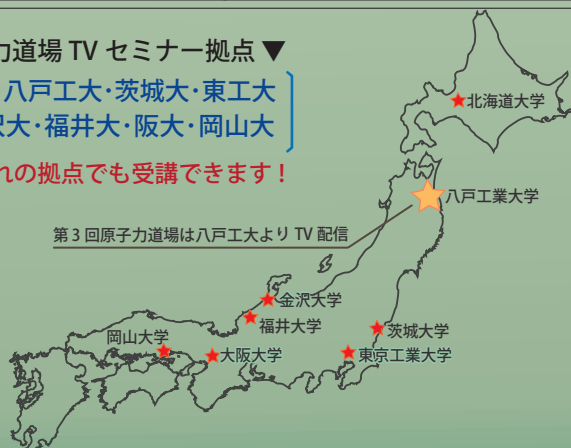 力道場 TV セミナー拠点 ▼
八戸工大・茨城大・東工大
沢大・福井大・阪大・岡山大
れの拠点でも受講できます！
北海道大学
八戸工業大学
第3回原子力道場は八戸工大より TV 配信
金沢大学
福井大学
岡山大学
茨城大学
大阪大学
東京工業大学